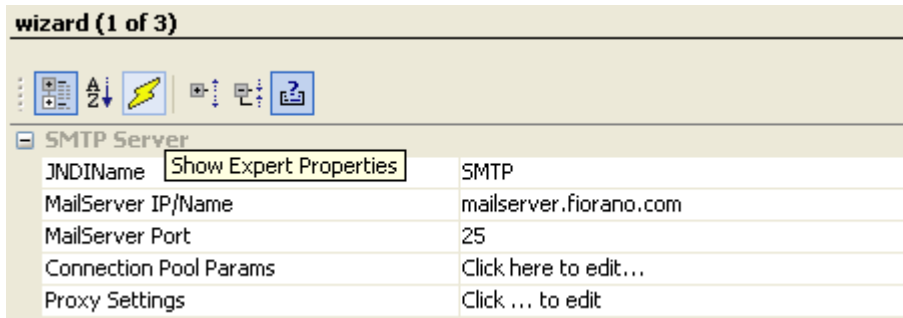 wizard (1 of 3)
A
Z
SMTP Server
Show Expert Properties
JNDIName SMTP
MailServer IP/Name mailserver.fiorano.com
MailServer Port 25
Connection Pool Params Click here to edit...
Proxy Settings Click ... to edit